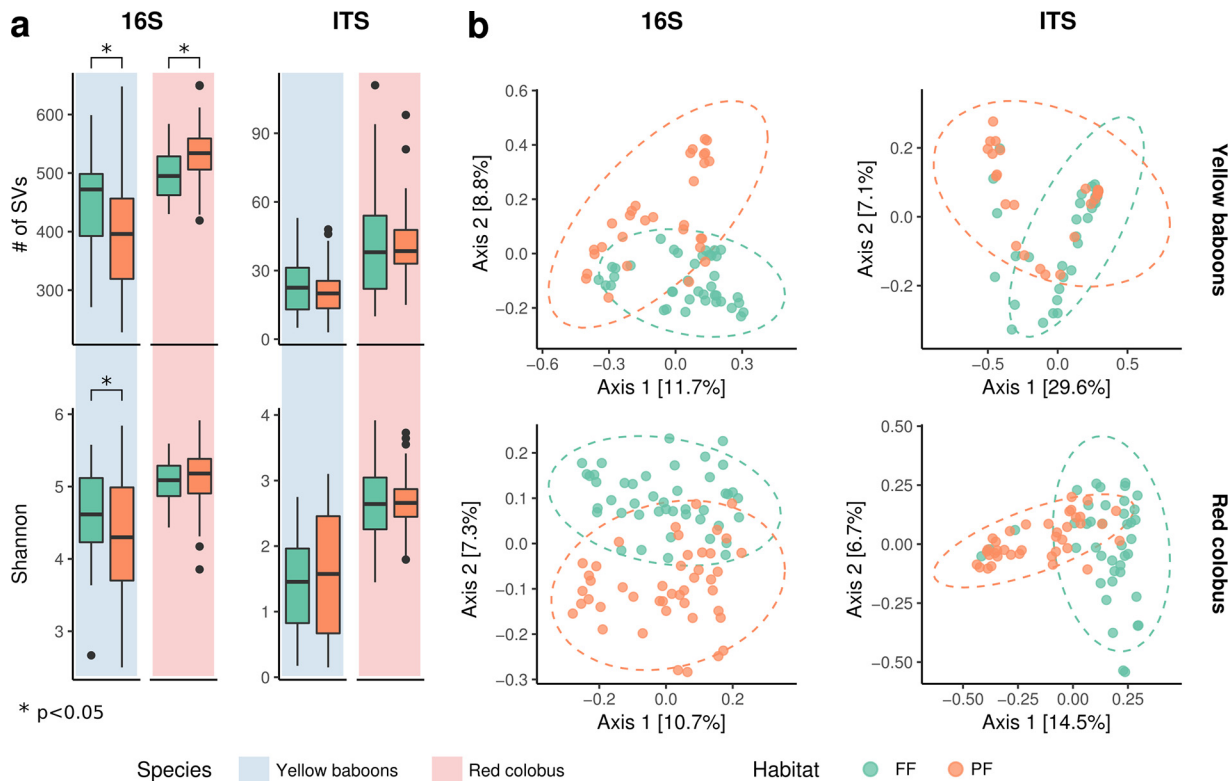 a
16S
ITS
b
16S
ITS
*
*
# of SVs
600
500
400
300
90
60
30
0
Axis 2 [8.8%]
0.6
0.4
0.2
0.0
−0.2
−0.6
−0.3
0.0
0.3
Axis 1 [11.7%]
Axis 2 [7.1%]
0.2
0.0
−0.2
−0.5
0.0
0.5
Axis 1 [29.6%]
Yellow baboons
*
Shannon
6
5
4
3
4
3
2
1
0
Axis 2 [7.3%]
0.2
0.1
0.0
−0.1
−0.2
−0.3
−0.2
0.0
0.2
Axis 1 [10.7%]
Axis 2 [6.7%]
0.50
0.25
0.00
−0.25
−0.50
−0.50
−0.25
0.00
0.25
Axis 1 [14.5%]
Red colobus
* p<0.05
Species
Yellow baboons
Red colobus
Habitat
FF
PF